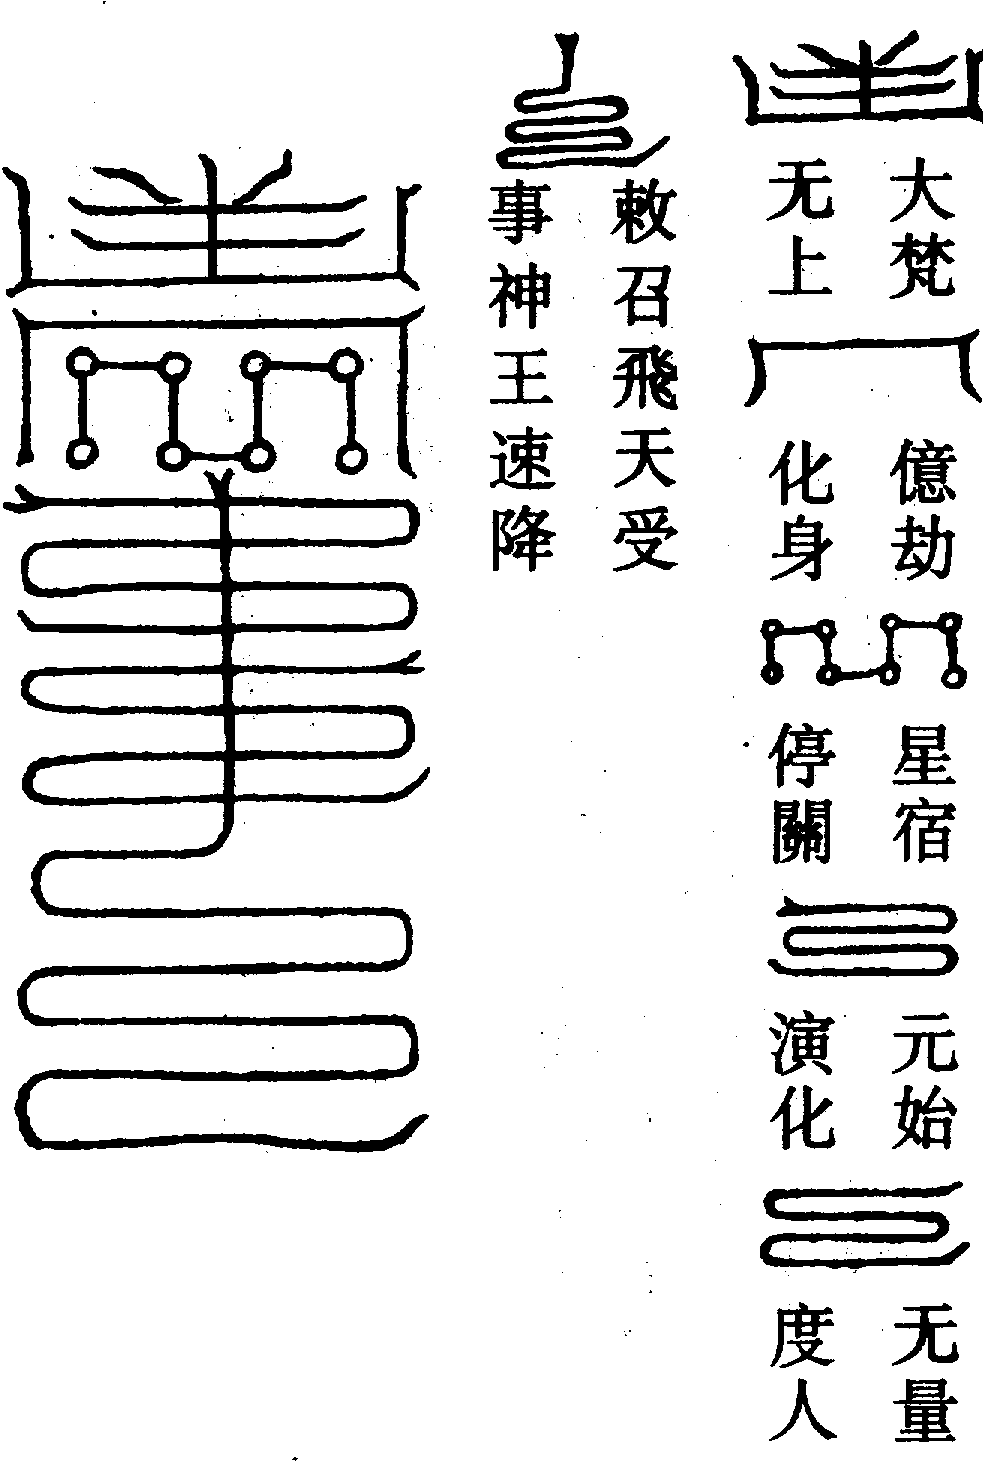 大梵
无上
億劫
化身
星宿
停關
元始
演化
无量
度人
敕召飛天受
事神王速降